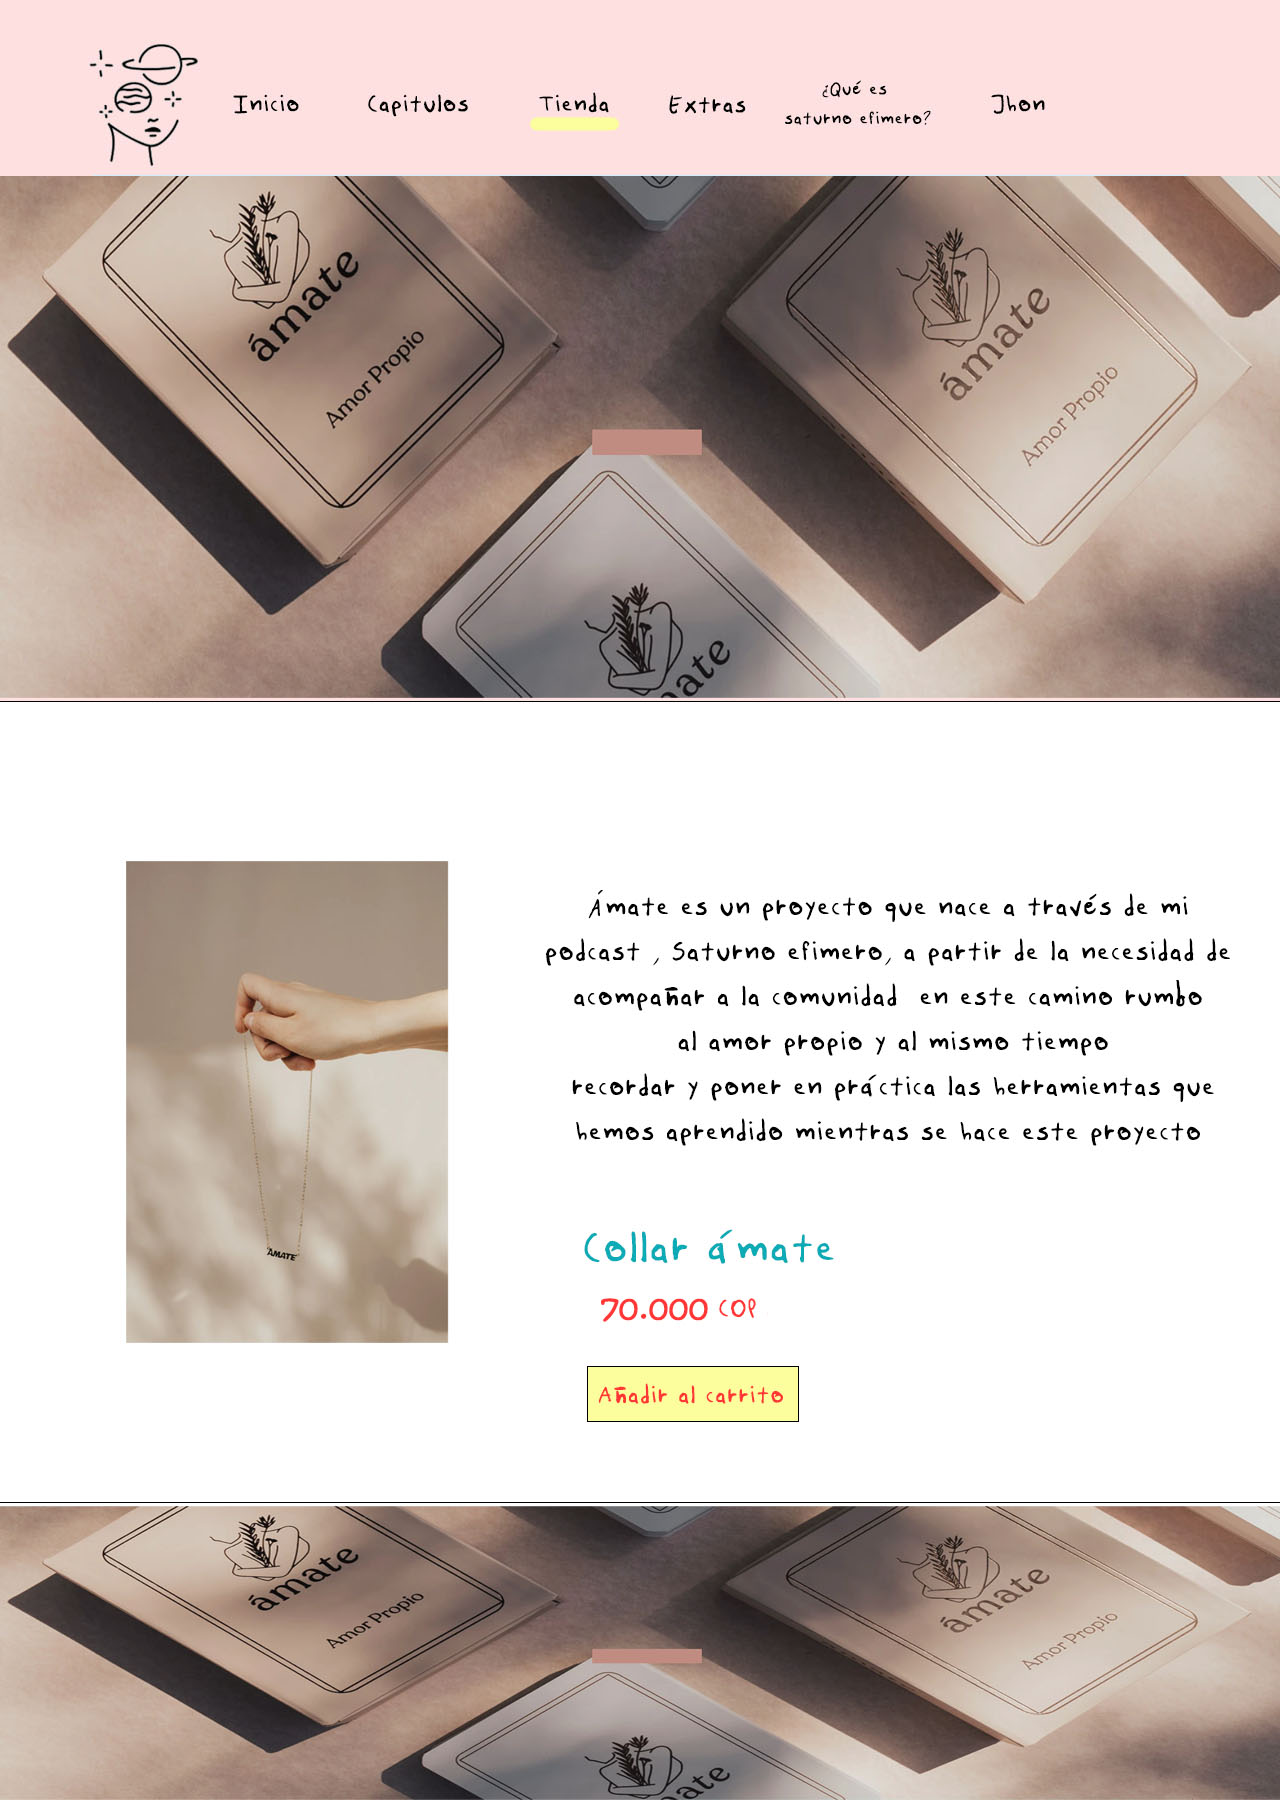 Inicio
Capitulos
Tienda
Extras
¿Qué es
saturno efimero?
Jhon
ámate
Amor Propio
ámate
Amor Propio
mate
Ámate es un proyecto que nace a través de mi
podcast , Saturno efimero, a partir de la necesidad de
acompañar a la comunidad en este camino rumbo
al amor propio y al mismo tiempo
recordar y poner en práctica las herramientas que
hemos aprendido mientras se hace este proyecto
ÁMATE
Collar ámate
70.000 COP
Añadir al carrito
ámate
Amor Propio
ámate
Amor Propio
mate